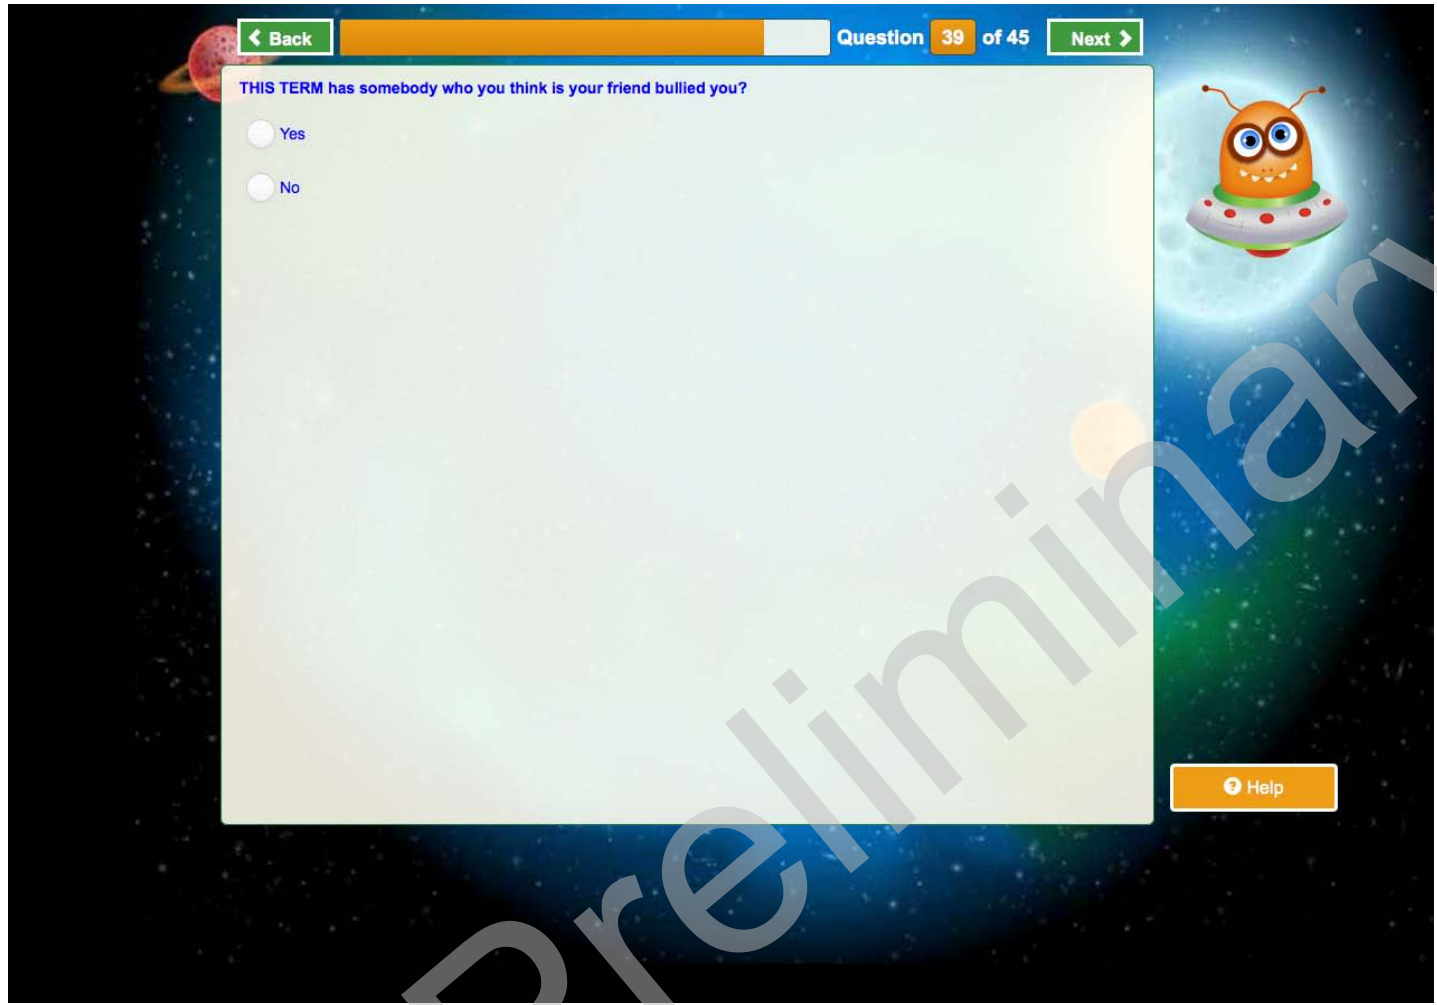 Back
Question 39 of 45
Next
THIS TERM has somebody who you think is your friend bullied you?
Yes
No
Help
Preliminary